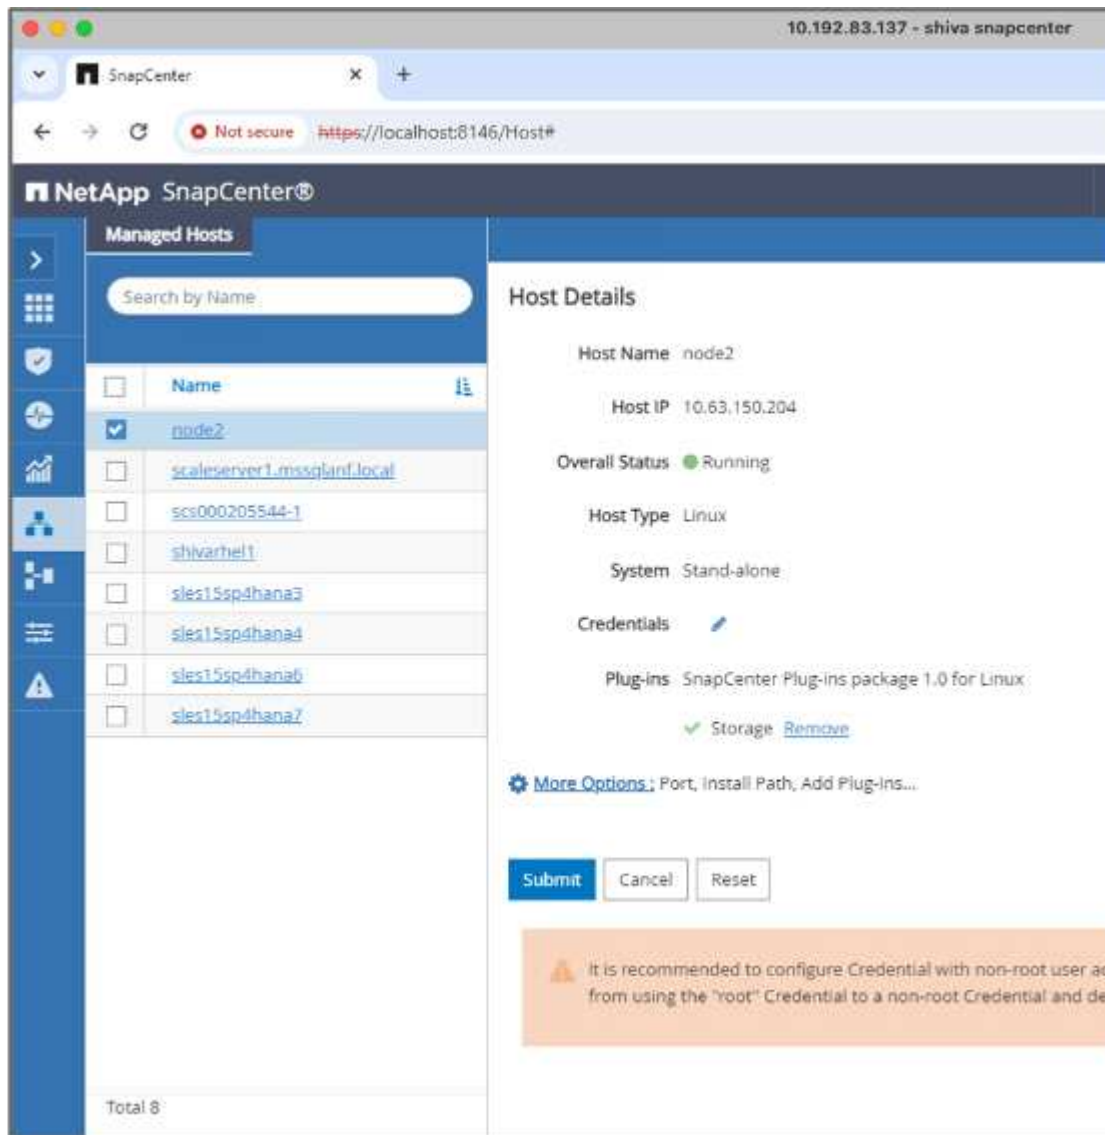 10.192.83.137 - shiva snapcenter
SnapCenter
Not secure https://localhost:8146/Host#
NetApp SnapCenter®
Managed Hosts
Search by Name
Name
node2
scaleserver1.mssqlanf.local
scs000205544-1
shivarhel1
sles15sp4hana3
sles15sp4hana4
sles15sp4hana6
sles15sp4hana7
Total 8
Host Details
Host Name node2
Host IP 10.63.150.204
Overall Status Running
Host Type Linux
System Stand-alone
Credentials
Plug-ins SnapCenter Plug-ins package 1.0 for Linux
Storage Remove
More Options : Port, Install Path, Add Plug-Ins...
Submit Cancel Reset
It is recommended to configure Credential with non-root user ac
from using the "root" Credential to a non-root Credential and de